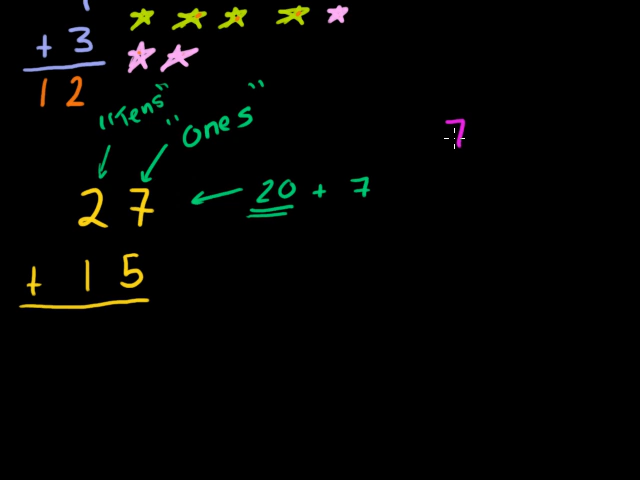 + 3
12
"Tens"
"ones"
7
27
20 + 7
+ 15